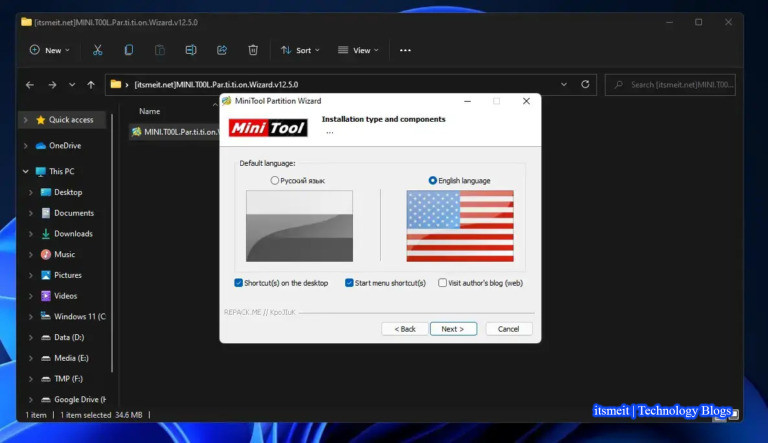 [itsmeit.net]MINI.T00L.Par.ti.ti.on.Wizard.v12.5.0
New
Sort
View
[itsmeit.net]MINI.T00L.Par.ti.ti.on.Wizard.v12.5.0
Search [itsmeit.net]MINI.T00...
Quick access
OneDrive
This PC
Desktop
Documents
Downloads
Music
Pictures
Videos
Windows 11 (C
Data (D:)
Media (E:)
TMP (F:)
Google Drive (H
Name
MINI.T00L.Par.ti.ti.on.W
MiniTool Partition Wizard
Mini Tool
Installation type and components
...
Default language:
Русский язык
English language
Shortcut(s) on the desktop
Start menu shortcut(s)
Visit author's blog (web)
REPACK.ME // KpoJIuK
< Back
Next >
Cancel
1 item
1 item selected 34.6 MB
itsmeit | Technology Blogs